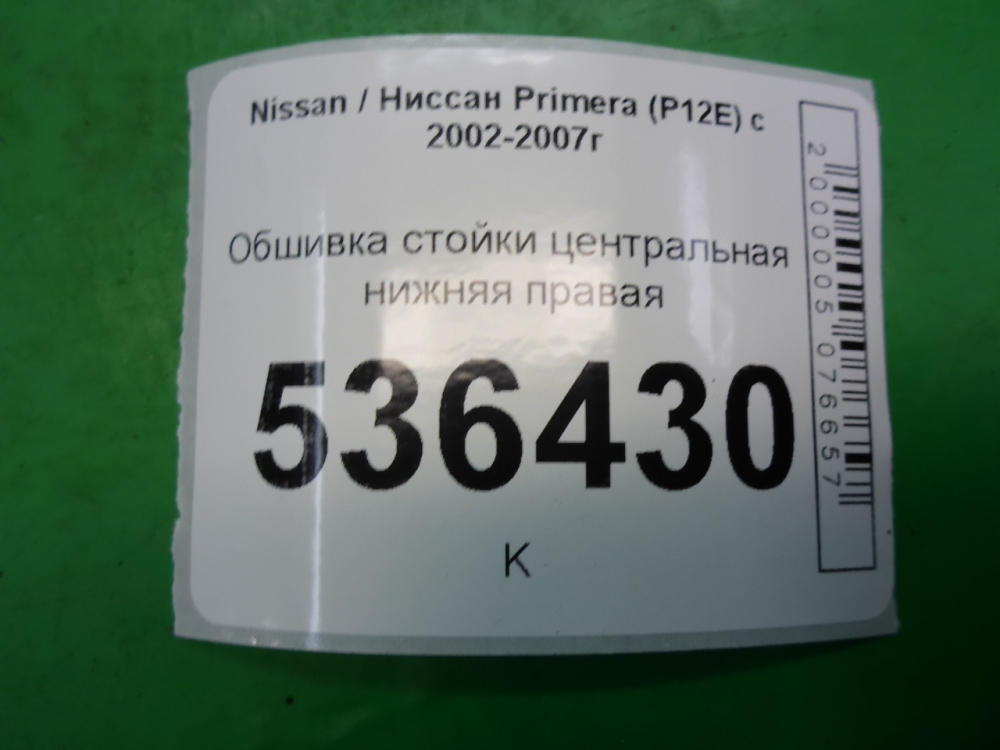 Nissan / Ниссан Primera (P12E) с
2002-2007г
Обшивка стойки центральная
нижняя правая
536430
К
2000005076657